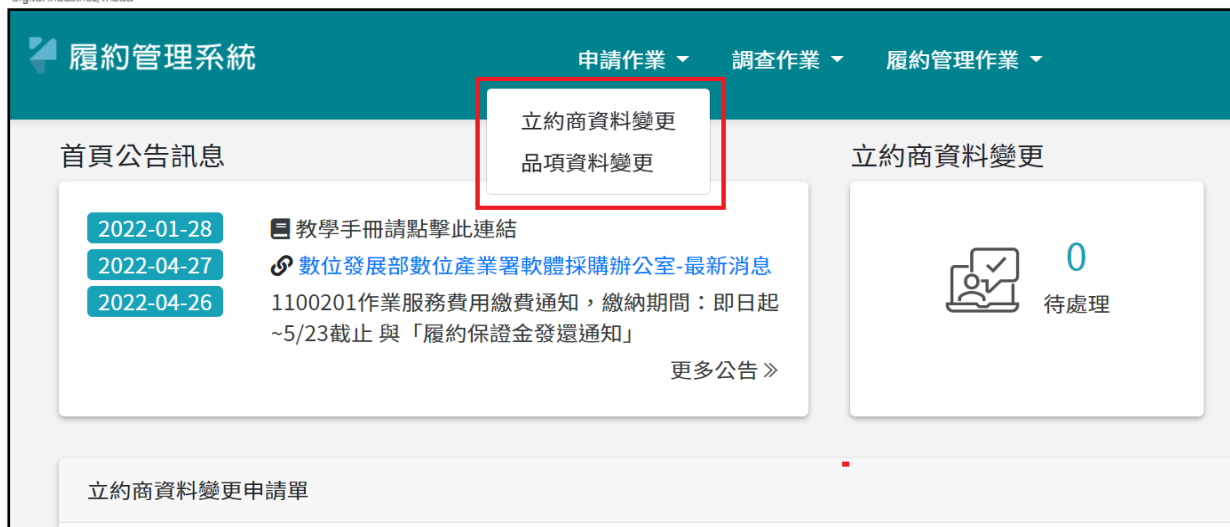 履約管理系統
申請作業 調查作業 履約管理作業
立約商資料變更
品項資料變更
首頁公告訊息
立約商資料變更
2022-01-28 教學手冊請點擊此連結
2022-04-27 數位發展部數位產業署軟體採購辦公室-最新消息
2022-04-26 1100201作業服務費用繳費通知，繳納期間：即日起
~5/23截止 與「履約保證金發還通知」
更多公告》
0
待處理
立約商資料變更申請單